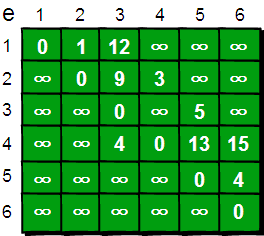 e 1 2 3 4 5 6
1 0 1 12 ∞ ∞ ∞
2 ∞ 0 9 3 ∞ ∞
3 ∞ ∞ 0 ∞ 5 ∞
4 ∞ ∞ 4 0 13 15
5 ∞ ∞ ∞ ∞ 0 4
6 ∞ ∞ ∞ ∞ ∞ 0